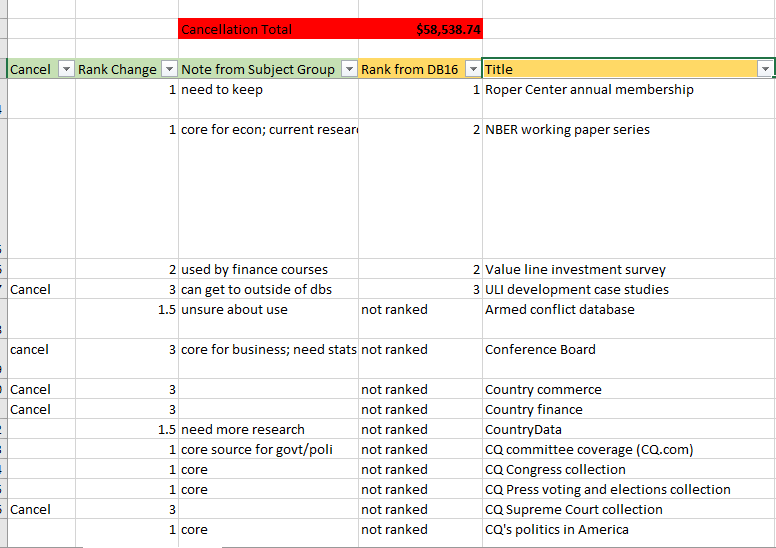 Cancellation Total $58,538.74
Cancel Rank Change Note from Subject Group Rank from DB16 Title
1 need to keep 1 Roper Center annual membership
1 core for econ; current resear 2 NBER working paper series
2 used by finance courses 2 Value line investment survey
Cancel 3 can get to outside of dbs 3 ULI development case studies
1.5 unsure about use not ranked Armed conflict database
cancel 3 core for business; need stats not ranked Conference Board
Cancel 3 not ranked Country commerce
Cancel 3 not ranked Country finance
1.5 need more research not ranked CountryData
1 core source for govt/poli not ranked CQ committee coverage (CQ.com)
1 core not ranked CQ Congress collection
1 core not ranked CQ Press voting and elections collection
Cancel 3 not ranked CQ Supreme Court collection
1 core not ranked CQ's politics in America